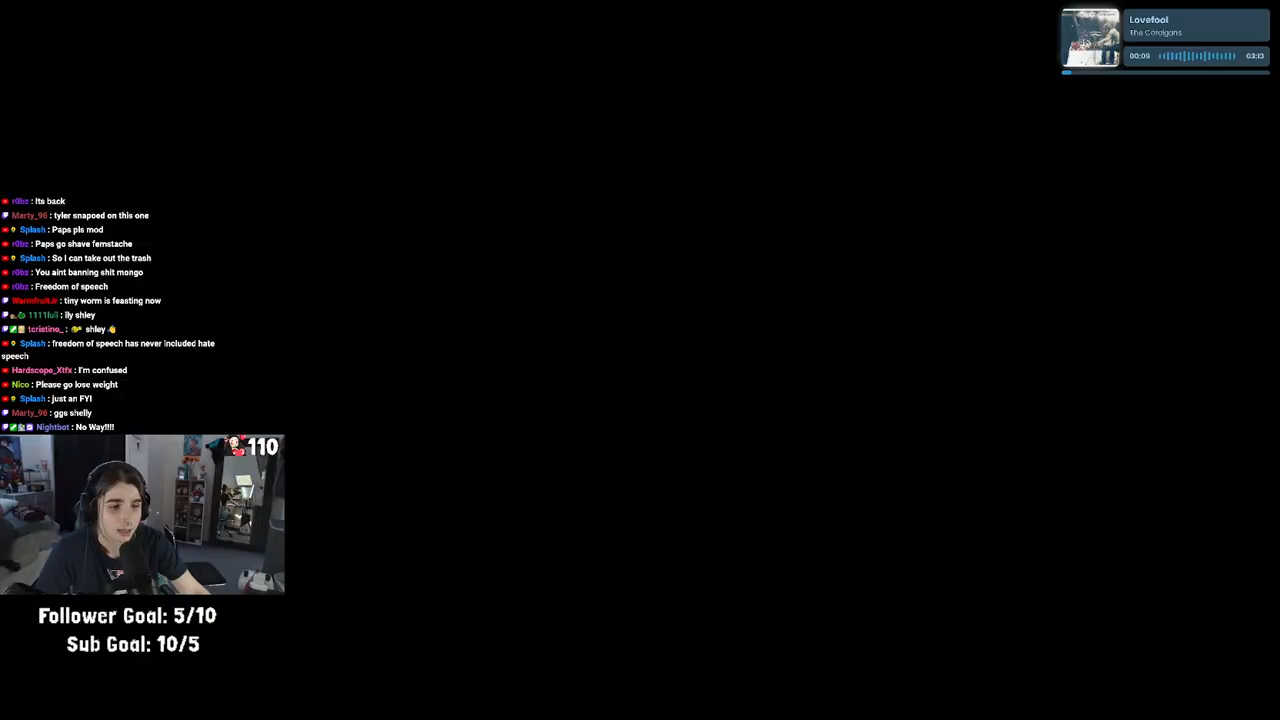 Lovefool
The Cardigans
00:09
03:13
r0bz : Its back
Marty_96 : tyler snapoed on this one
Splash : Paps pls mod
r0bz : Paps go shave femstache
Splash : So I can take out the trash
r0bz : You aint banning shit mongo
r0bz : Freedom of speech
WarmfruitJr : tiny worm is feasting now
1111luii : ily shley
tcristino_ : shley
Splash : freedom of speech has never included hate
speech
Hardscope_Xtfx : I'm confused
Nico : Please go lose weight
Splash : just an FYI
Marty_96 : ggs shelly
Nightbot : No Way!!!!
110
Follower Goal: 5/10
Sub Goal: 10/5